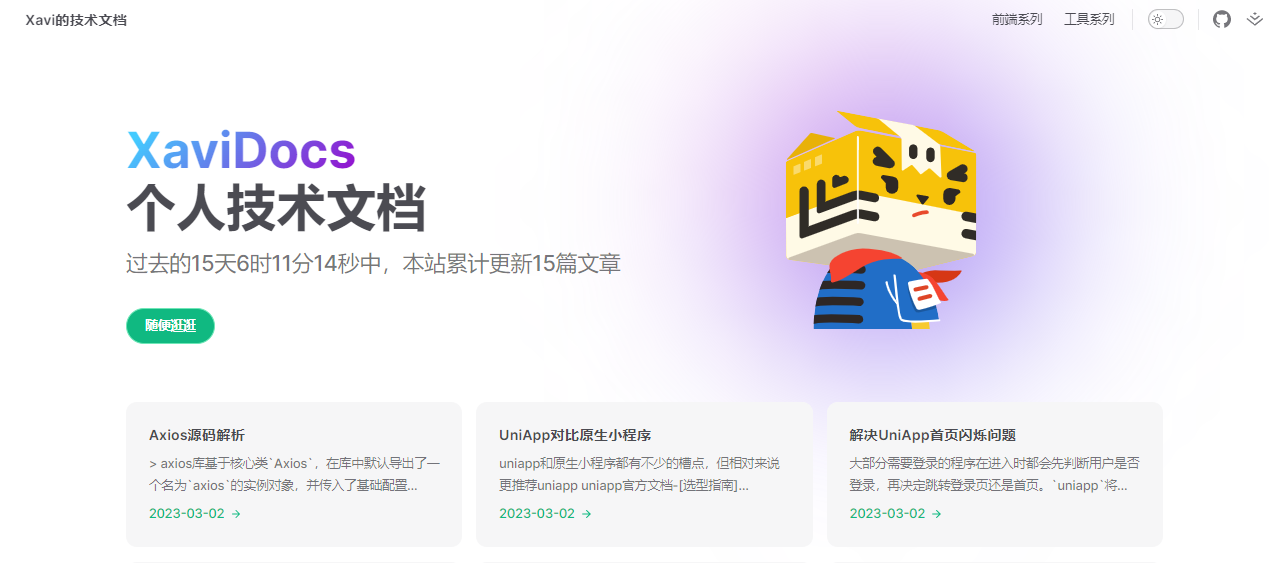 Xavi的技术文档
前端系列
工具系列
XaviDocs
个人技术文档
过去的15天6时11分14秒中，本站累计更新15篇文章
随便逛逛
Axios源码解析
> axios库基于核心类`Axios`，在库中默认导出了一
个名为`axios`的实例对象，并传入了基础配置...
2023-03-02 →
UniApp对比原生小程序
uniapp和原生小程序都有不少的槽点，但相对来说
更推荐uniapp uniapp官方文档-[选型指南]...
2023-03-02 →
解决UniApp首页闪烁问题
大部分需要登录的程序在进入时都会先判断用户是否
登录，再决定跳转登录页还是首页。`uniapp`将...
2023-03-02 →